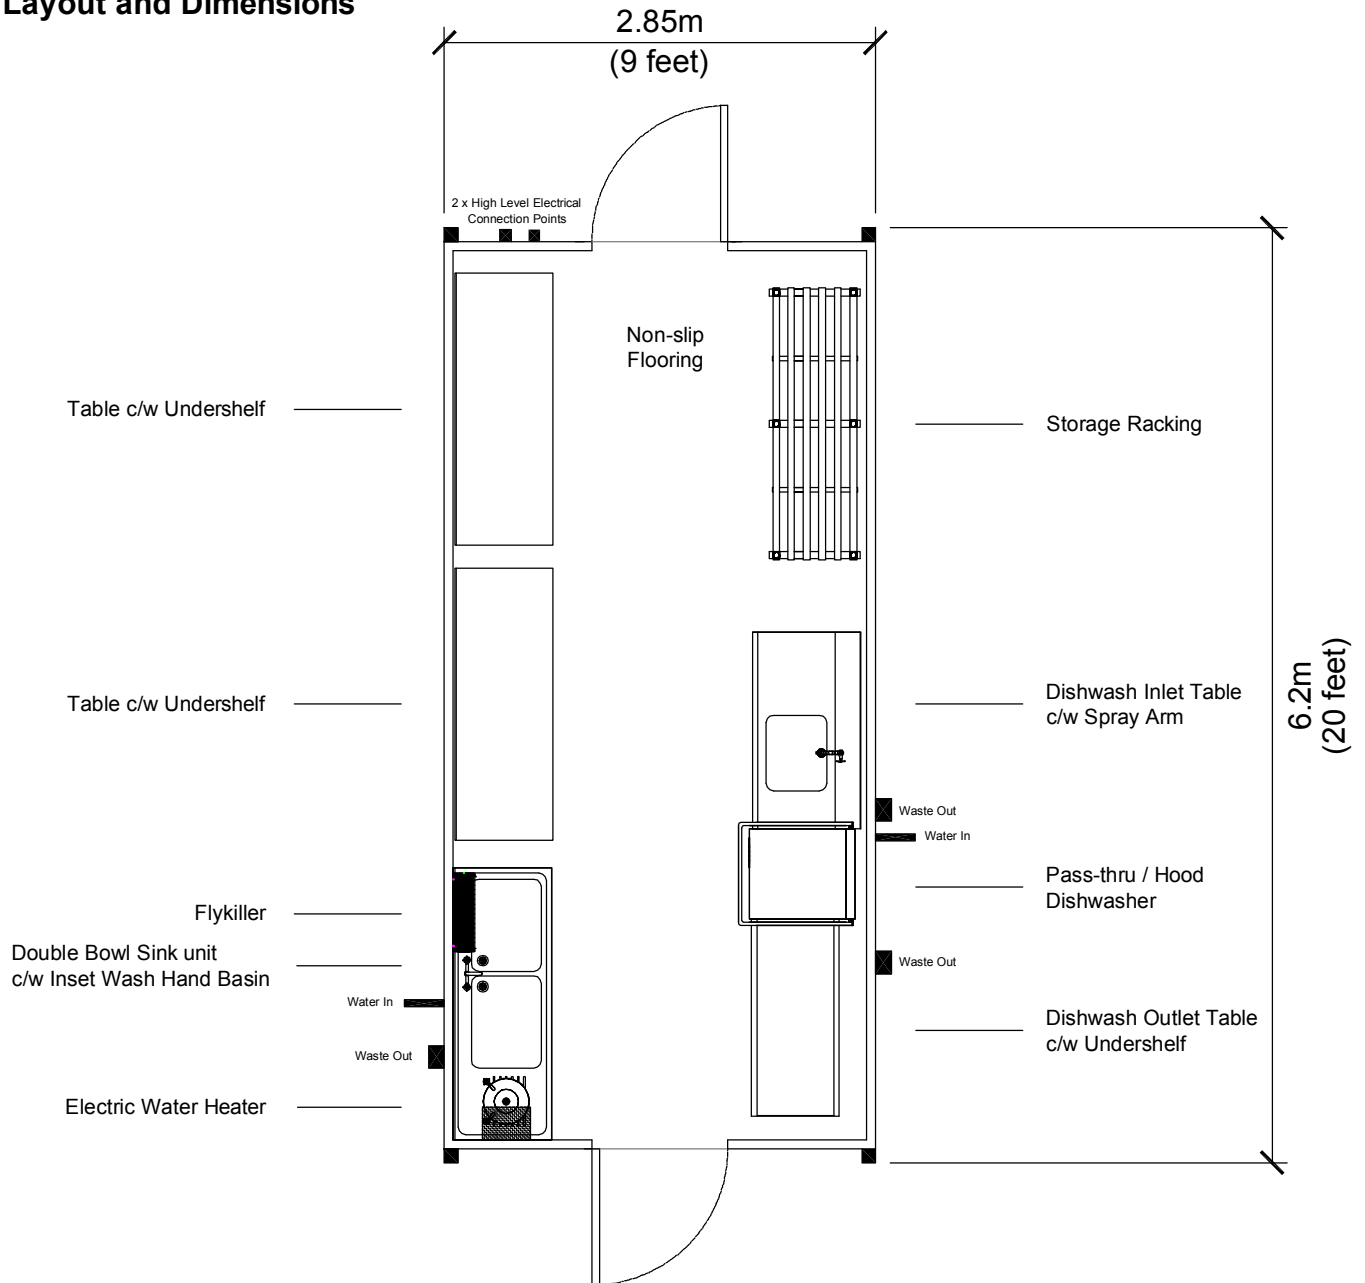 Layout and Dimensions
2.85m
(9 feet)
2 x High Level Electrical
Connection Points
Non-slip
Flooring
Table c/w Undershelf
Storage Racking
Table c/w Undershelf
Dishwash Inlet Table
c/w Spray Arm
6.2m
(20 feet)
Waste Out
Water In
Pass-thru / Hood
Dishwasher
Flykiller
Double Bowl Sink unit
c/w Inset Wash Hand Basin
Waste Out
Water In
Dishwash Outlet Table
c/w Undershelf
Waste Out
Electric Water Heater